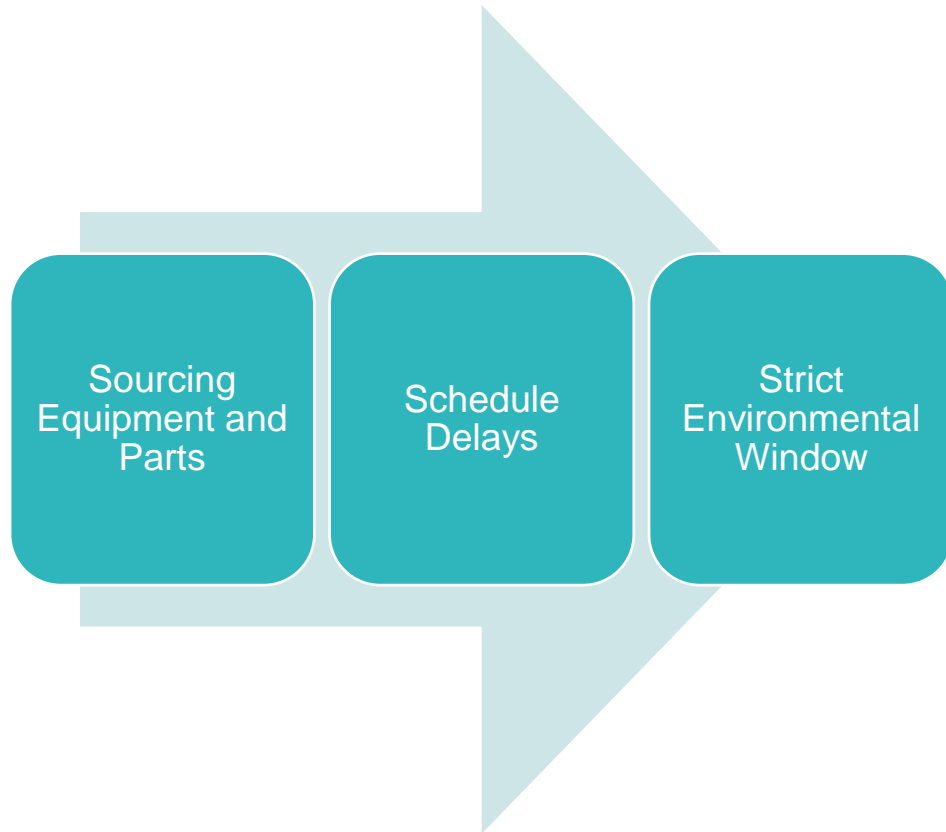 Sourcing
Equipment and
Parts
Schedule
Delays
Strict
Environmental
Window